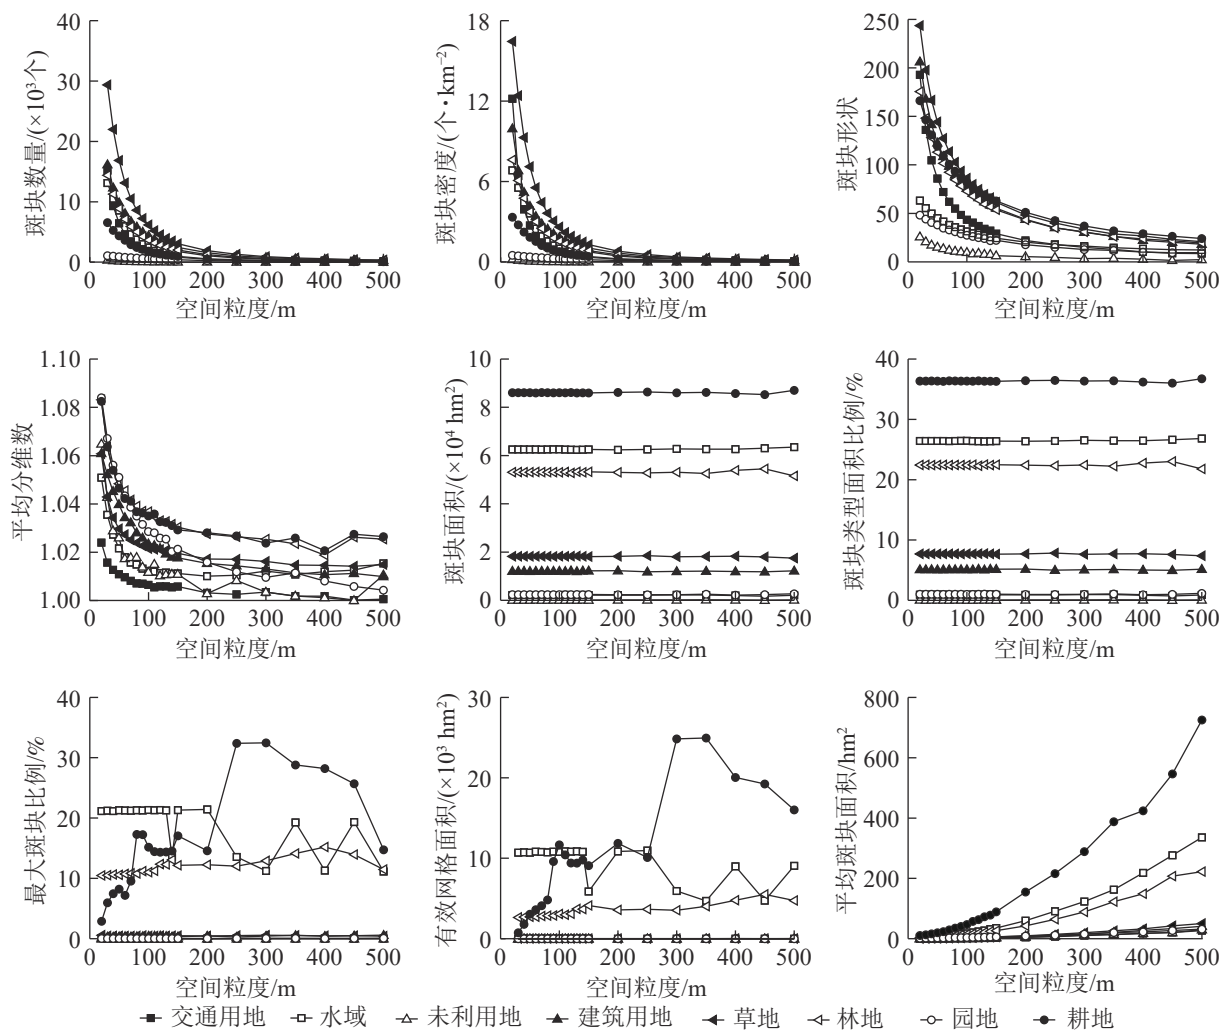 斑块数量/(×10³个)
40
30
20
10
0
0 100 200 300 400 500
空间粒度/m
斑块密度/(个·km⁻²)
18
12
6
0
0 100 200 300 400 500
空间粒度/m
斑块形状
250
200
150
100
50
0
0 100 200 300 400 500
空间粒度/m
平均分维数
1.10
1.08
1.06
1.04
1.02
1.00
0 100 200 300 400 500
空间粒度/m
斑块面积/(×10⁴ hm²)
10
8
6
4
2
0
0 100 200 300 400 500
空间粒度/m
斑块类型面积比例/%
40
30
20
10
0
0 100 200 300 400 500
空间粒度/m
最大斑块比例/%
40
30
20
10
0
0 100 200 300 400 500
空间粒度/m
有效网格面积/(×10³ hm²)
30
20
10
0
0 100 200 300 400 500
空间粒度/m
平均斑块面积/hm²
800
600
400
200
0
0 100 200 300 400 500
空间粒度/m
交通用地 水域 未利用地 建筑用地 草地 林地 园地 耕地